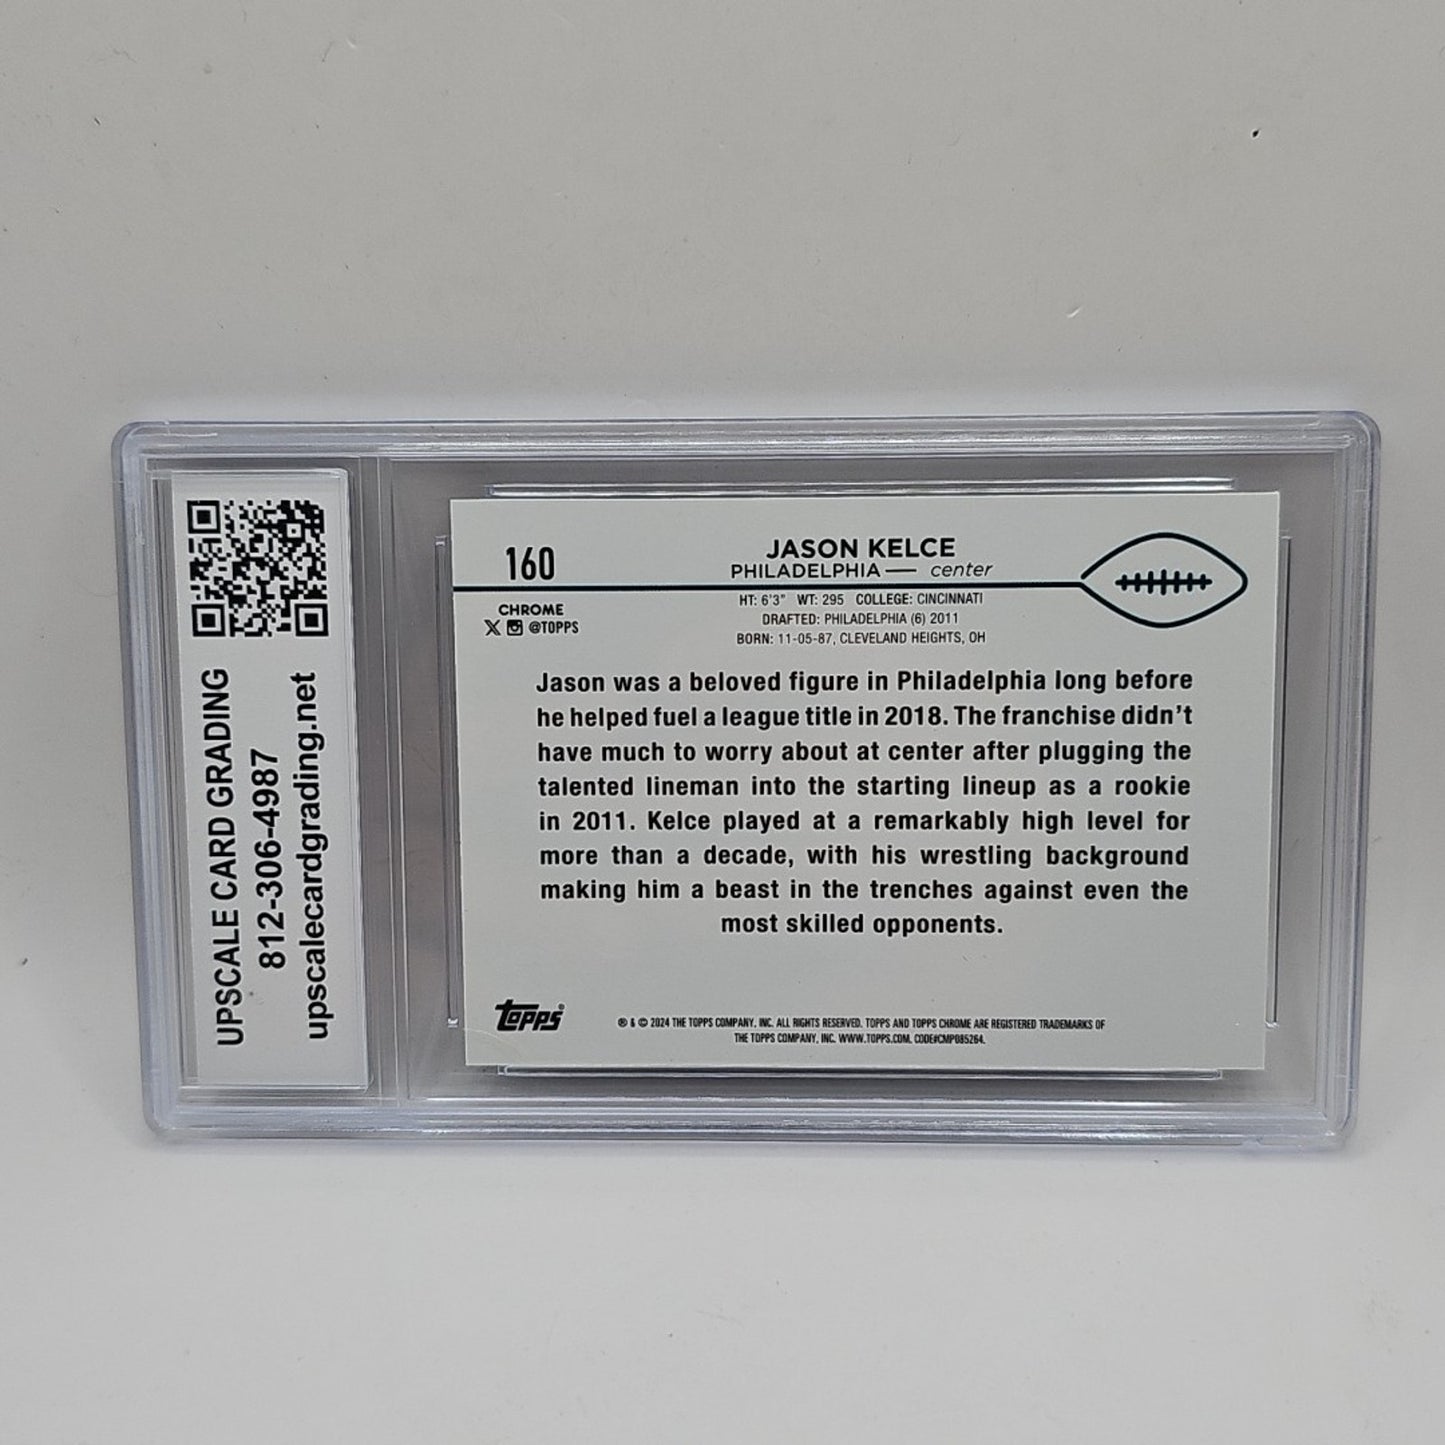 UPSCALE CARD GRADING
812-306-4987
upscalecardgrading.net
160
JASON KELCE
PHILADELPHIA — center
CHROME
X @TOPPS
HT: 6'3" WT: 295 COLLEGE: CINCINNATI
DRAFTED: PHILADELPHIA (6) 2011
BORN: 11-05-87, CLEVELAND HEIGHTS, OH
Jason was a beloved figure in Philadelphia long before
he helped fuel a league title in 2018. The franchise didn't
have much to worry about at center after plugging the
talented lineman into the starting lineup as a rookie
in 2011. Kelce played at a remarkably high level for
more than a decade, with his wrestling background
making him a beast in the trenches against even the
most skilled opponents.
Topps®
® & © 2024 THE TOPPS COMPANY, INC. ALL RIGHTS RESERVED. TOPPS AND TOPPS CHROME ARE REGISTERED TRADEMARKS OF
THE TOPPS COMPANY, INC. WWW.TOPPS.COM. CODE#CMP085264.